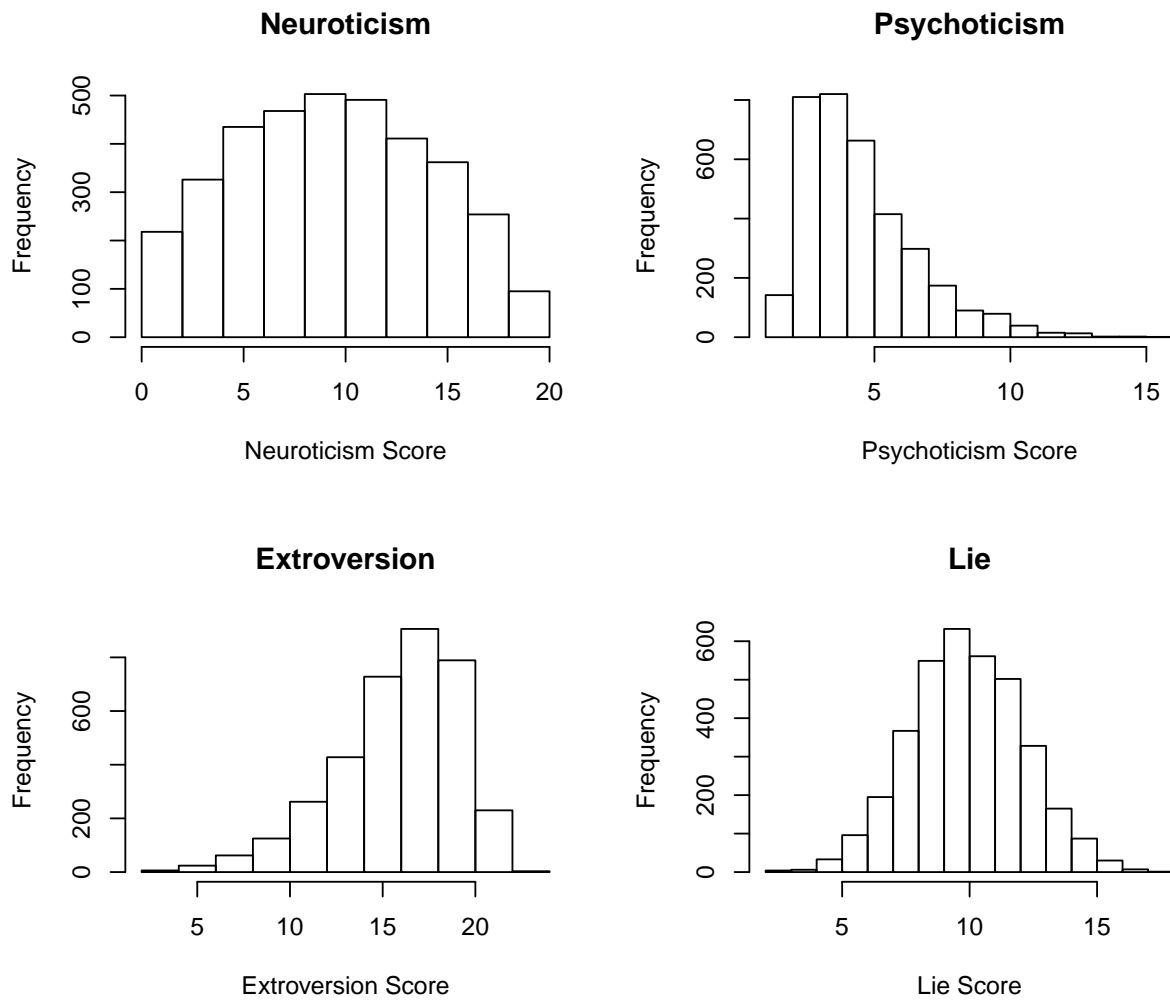 Neuroticism
Frequency
0
100
300
500
0 5 10 15 20
Neuroticism Score
Psychoticism
Frequency
0
200
600
5 10 15
Psychoticism Score
Extroversion
Frequency
0
200
600
5 10 15 20
Extroversion Score
Lie
Frequency
0
200
400
600
5 10 15
Lie Score